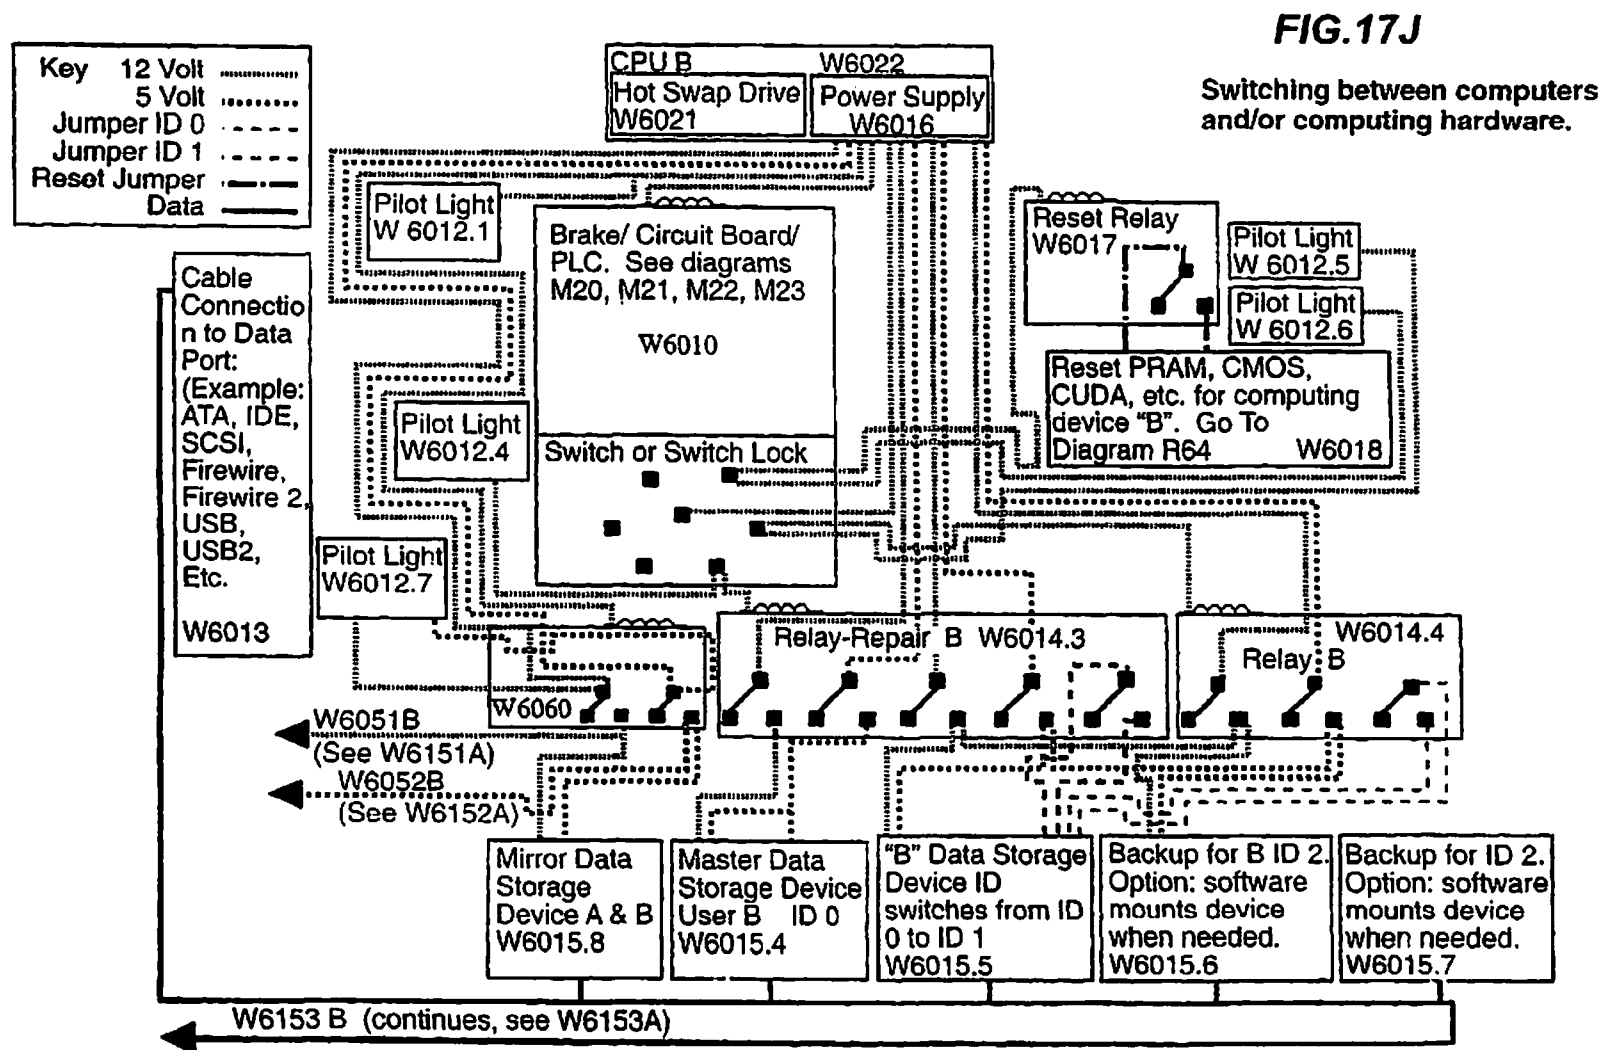 FIG.17J
Switching between computers
and/or computing hardware.
Key 12 Volt
5 Volt
Jumper ID 0
Jumper ID 1
Reset Jumper
Data
CPU B W6022
Hot Swap Drive
W6021
Power Supply
W6016
Pilot Light
W 6012.1
Brake/ Circuit Board/
PLC. See diagrams
M20, M21, M22, M23
W6010
Reset Relay
W6017
Pilot Light
W 6012.5
Pilot Light
W 6012.6
Reset PRAM, CMOS,
CUDA, etc. for computing
device "B". Go To
Diagram R64 W6018
Cable
Connectio
n to Data
Port:
(Example:
ATA, IDE,
SCSI,
Firewire,
Firewire 2,
USB,
USB2,
Etc.
W6013
Pilot Light
W6012.4
Switch or Switch Lock
Pilot Light
W6012.7
W6060
Relay-Repair B W6014.3
W6014.4
Relay B
W6051B
(See W6151A)
W6052B
(See W6152A)
Mirror Data
Storage
Device A & B
W6015.8
Master Data
Storage Device
User B ID 0
W6015.4
"B" Data Storage
Device ID
switches from ID
0 to ID 1
W6015.5
Backup for B ID 2.
Option: software
mounts device
when needed.
W6015.6
Backup for ID 2.
Option: software
mounts device
when needed.
W6015.7
W6153 B (continues, see W6153A)